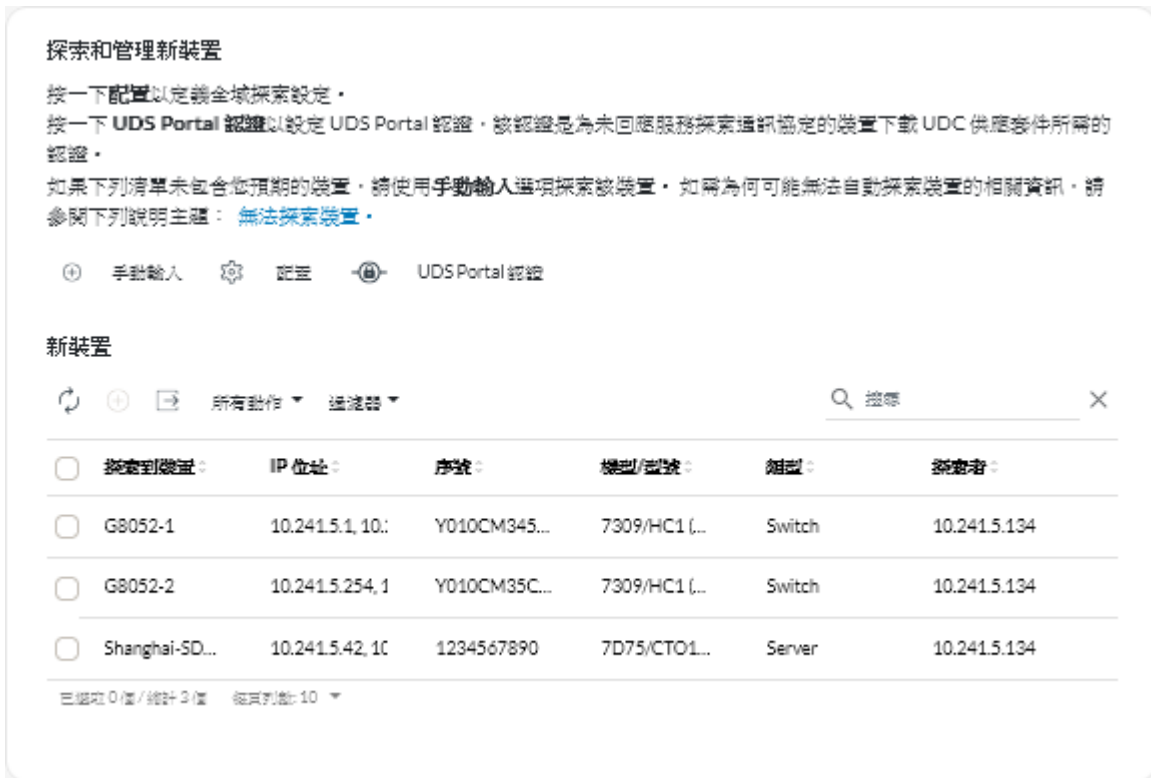 探索和管理新裝置
按一下配置以定義全域探索設定。
按一下 UDS Portal 認證以設定 UDS Portal 認證，該認證是為未回應服務探索通訊協定的裝置下載 UDC 供應套件所需的
認證。
如果下列清單未包含您預期的裝置，請使用手動輸入選項探索該裝置。 如需為何可能無法自動探索裝置的相關資訊，請
參閱下列說明主題： 無法探索裝置。
手動輸入 配置 UDS Portal 認證
新裝置
所有動作 過濾器 搜尋
探索到裝置 IP 位址 序號 機型/型號 類型 探索者
G8052-1 10.241.5.1, 10.: Y010CM345... 7309/HC1 (... Switch 10.241.5.134
G8052-2 10.241.5.254, 1 Y010CM35C... 7309/HC1 (... Switch 10.241.5.134
Shanghai-SD... 10.241.5.42, 10 1234567890 7D75/CTO1... Server 10.241.5.134
已選取 0 個 / 總計 3 個 每頁列數: 10